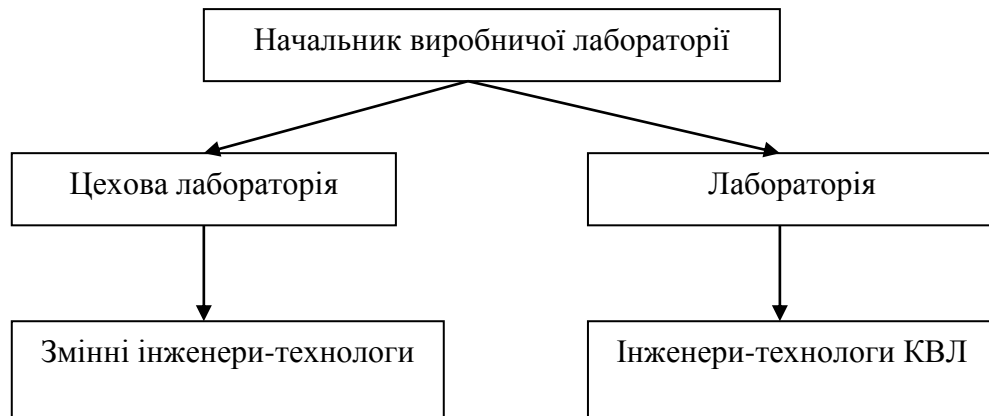 Начальник виробничої лабораторії
Цехова лабораторія
Лабораторія
Змінні інженери-технологи
Інженери-технологи КВЛ